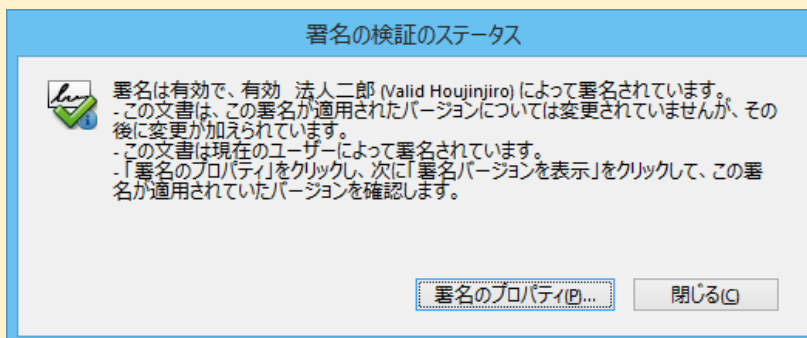 署名の検証のステータス
署名は有効で、有効 法人二郎 (Valid Houjinjiro) によって署名されています。
- この文書は、この署名が適用されたバージョンについては変更されていませんが、その
後に変更が加えられています。
- この文書は現在のユーザーによって署名されています。
- 「署名のプロパティ」をクリックし、次に「署名バージョンを表示」をクリックして、この署
名が適用されていたバージョンを確認します。
署名のプロパティ(P)... 閉じる(C)